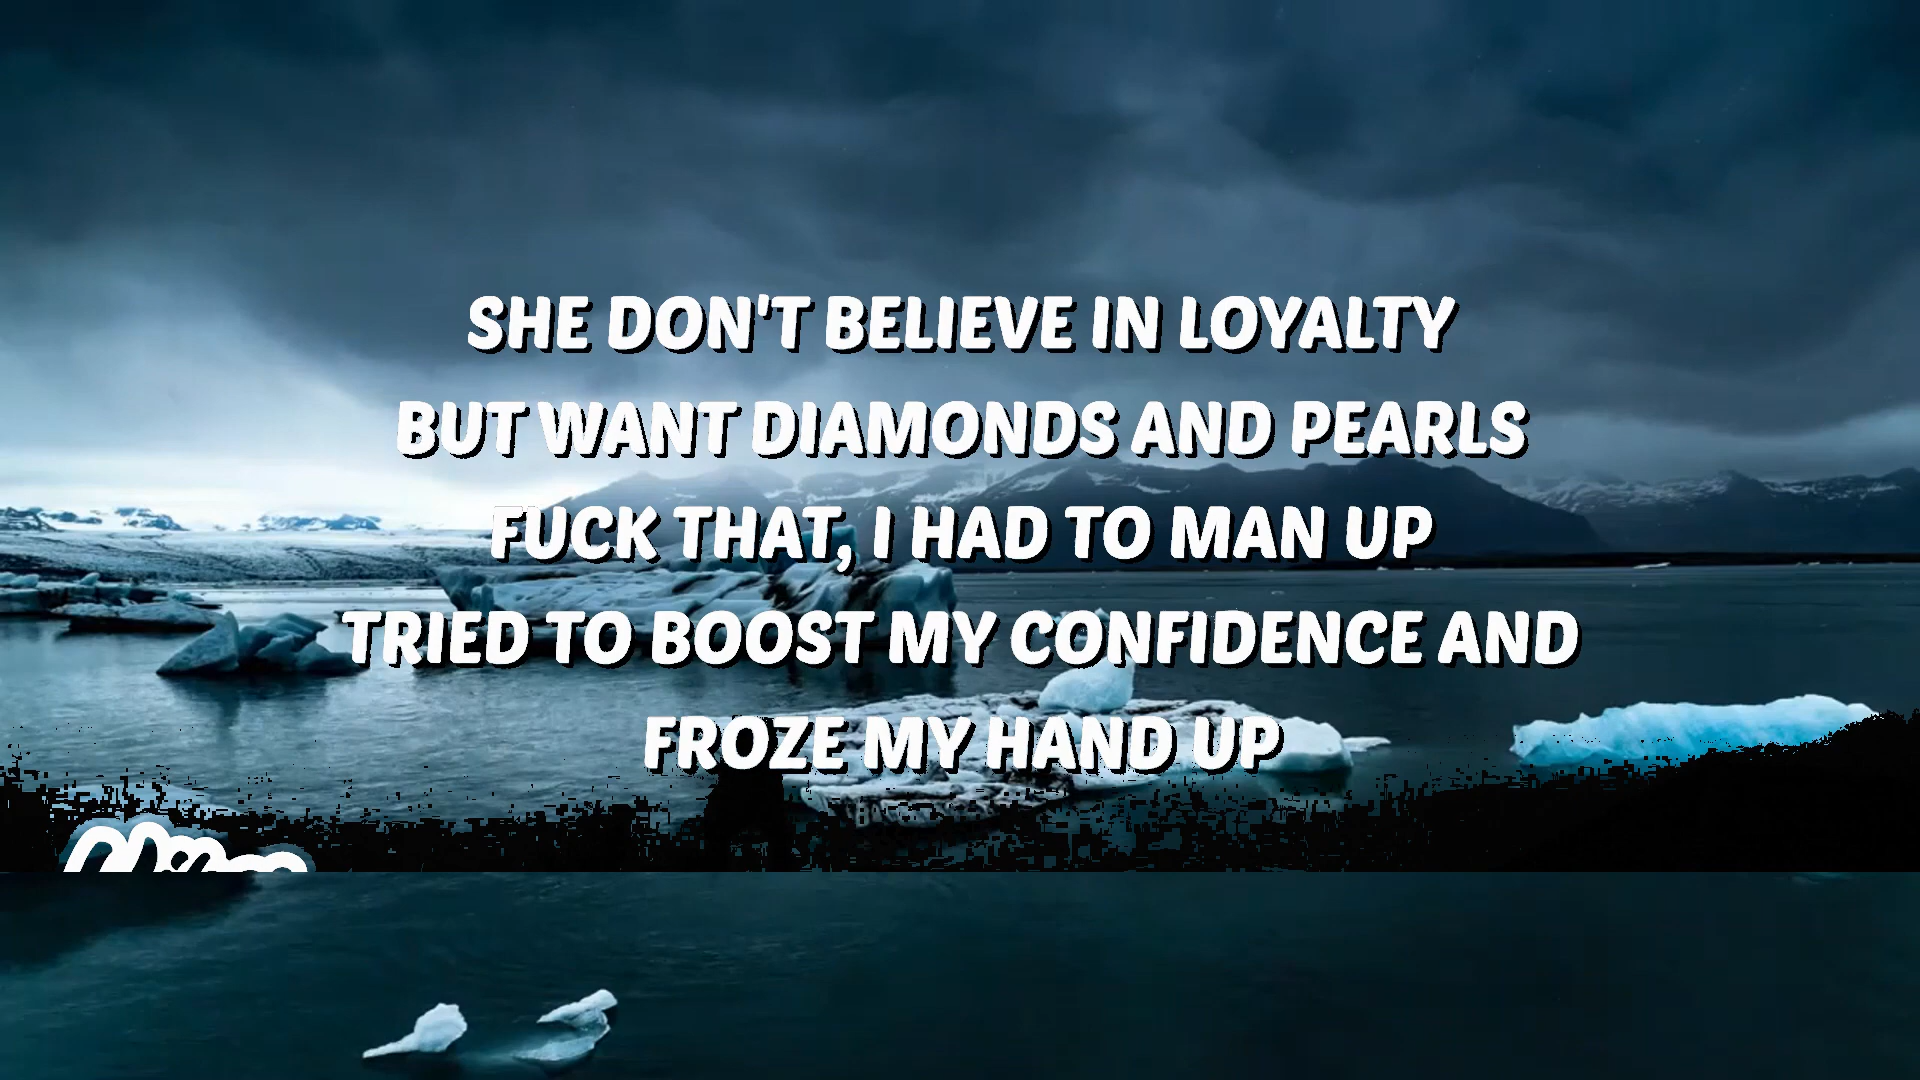 SHE DON'T BELIEVE IN LOYALTY
BUT WANT DIAMONDS AND PEARLS
FUCK THAT, I HAD TO MAN UP
TRIED TO BOOST MY CONFIDENCE AND
FROZE MY HAND UP